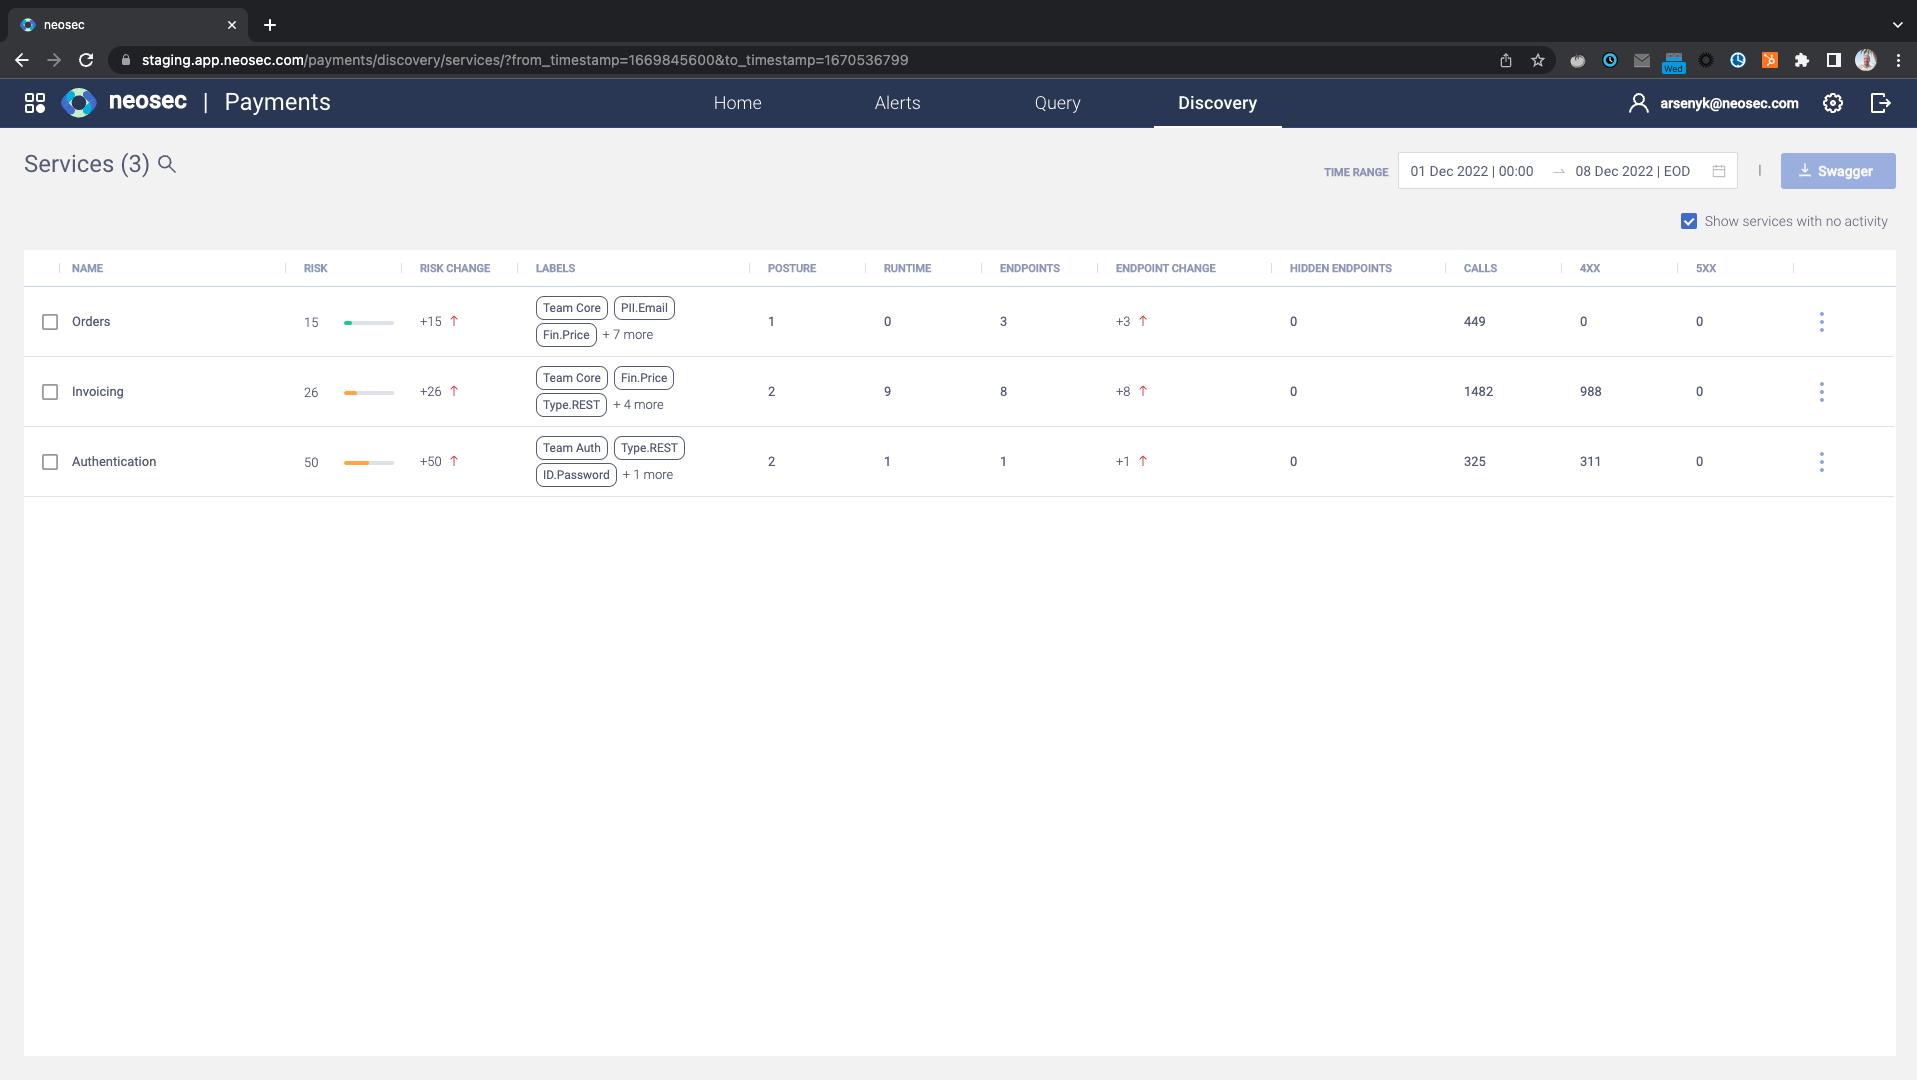 neosec
staging.app.neosec.com/payments/discovery/services/?from_timestamp=1669845600&to_timestamp=1670536799
Wed
neosec | Payments
Home
Alerts
Query
Discovery
arsenyk@neosec.com
Services (3)
TIME RANGE
01 Dec 2022 | 00:00 → 08 Dec 2022 | EOD
Swagger
Show services with no activity
NAME RISK RISK CHANGE LABELS POSTURE RUNTIME ENDPOINTS ENDPOINT CHANGE HIDDEN ENDPOINTS CALLS 4XX 5XX
Team Core PII.Email
Orders 15 +15 ↑ 1 0 3 +3 ↑ 0 449 0 0
Fin.Price + 7 more
Team Core Fin.Price
Invoicing 26 +26 ↑ 2 9 8 +8 ↑ 0 1482 988 0
Type.REST + 4 more
Team Auth Type.REST
Authentication 50 +50 ↑ 2 1 1 +1 ↑ 0 325 311 0
ID.Password + 1 more